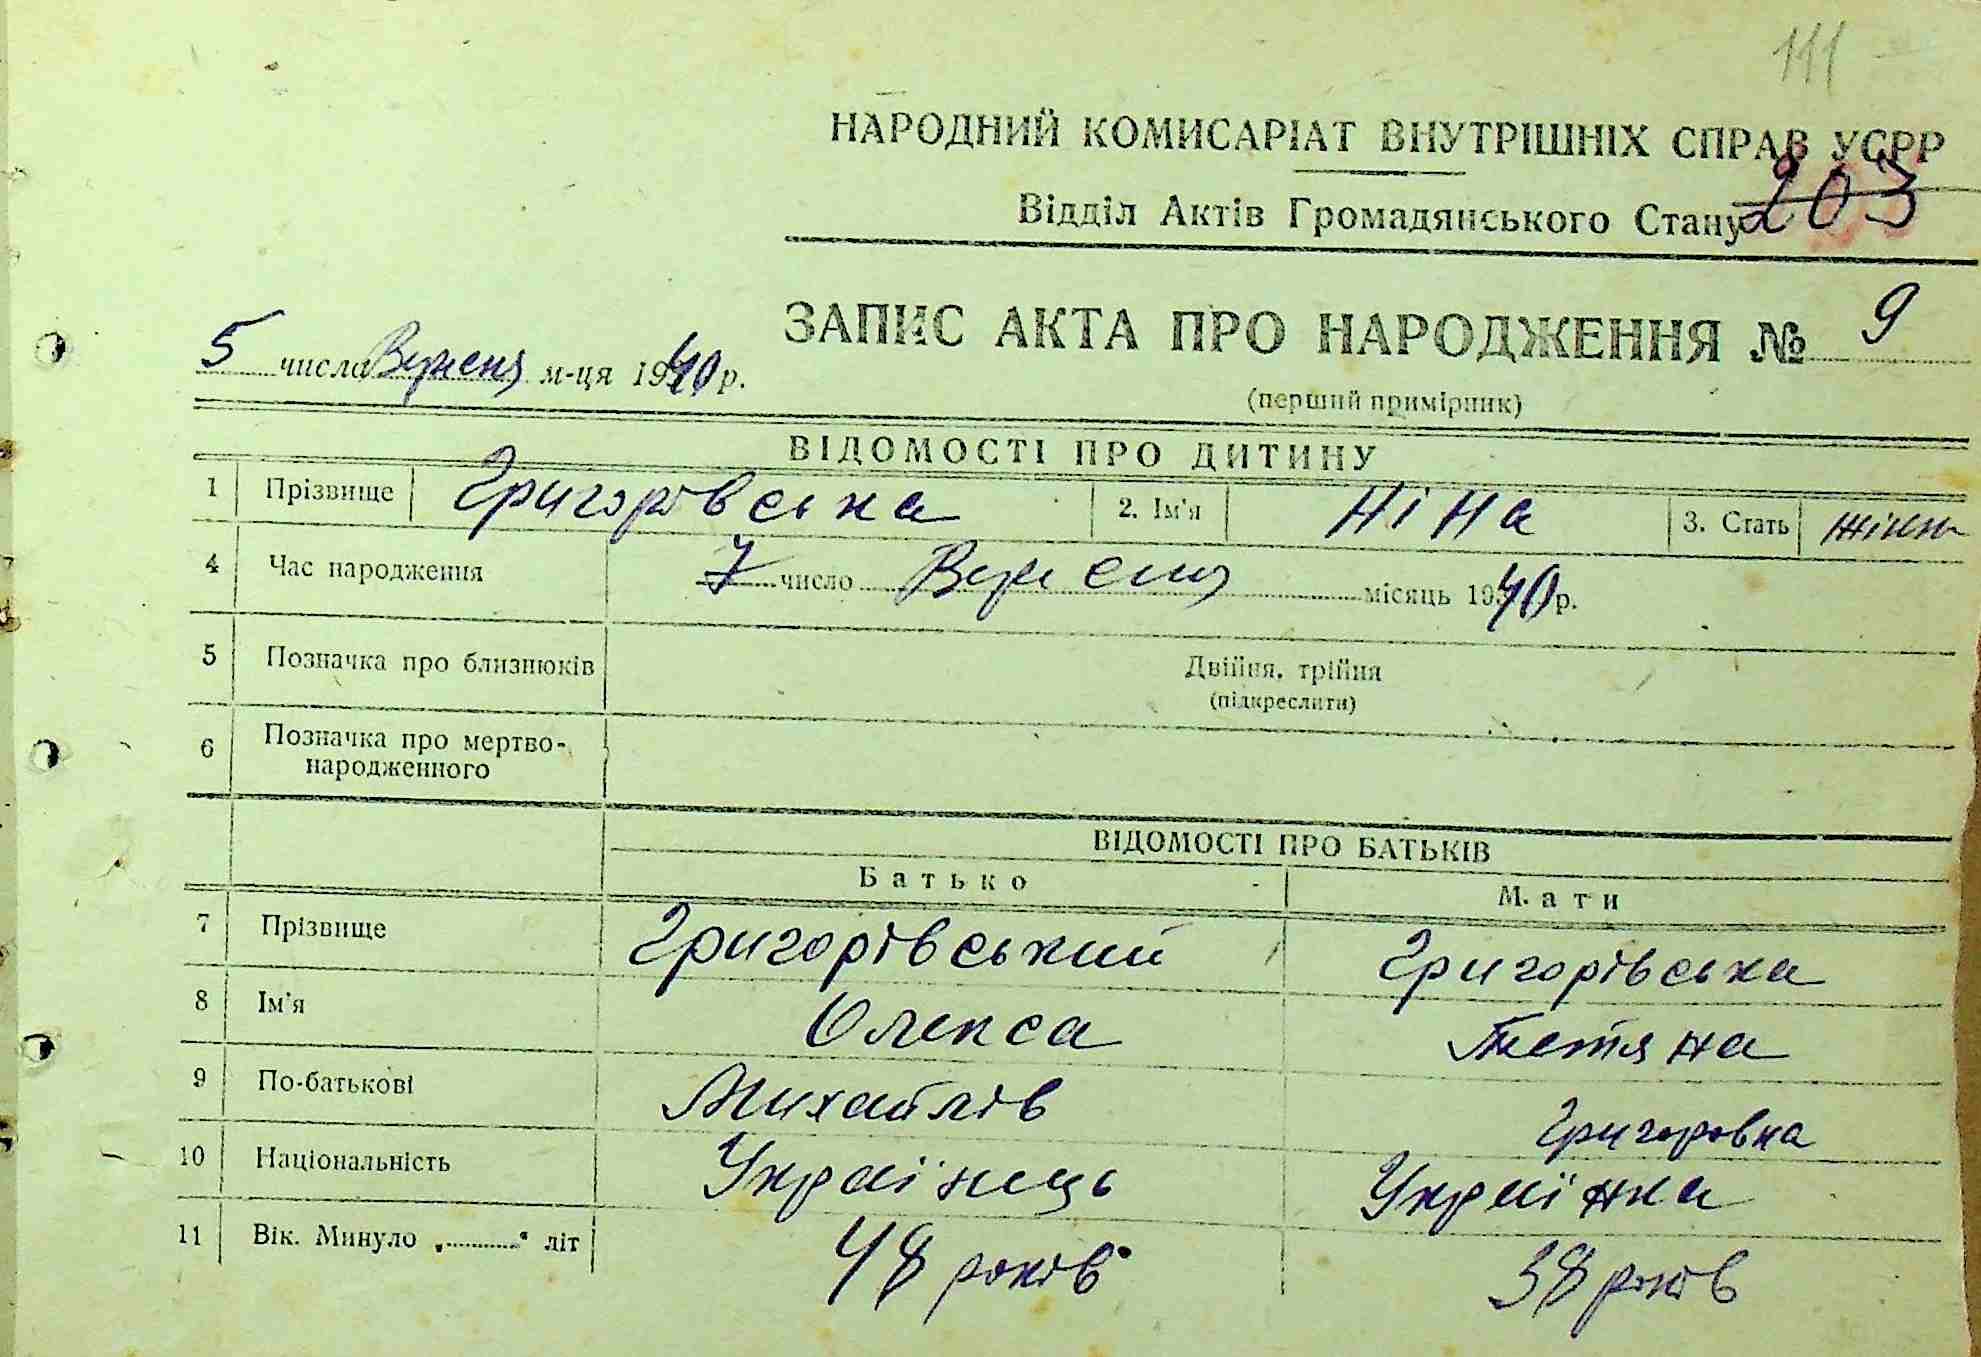 111
НАРОДНИЙ КОМИСАРІАТ ВНУТРІШНІХ СПРАВ УСРР
Відділ Актів Громадянського Стану 203
ЗАПИС АКТА ПРО НАРОДЖЕННЯ № 9
5 числа Вересня м-ця 1940 р.
(перший примірник)
ВІДОМОСТІ ПРО ДИТИНУ
1 Прізвище Григорівська 2. Ім'я Ніна 3. Стать жіноч
4 Час народження 7 число Вересня місяць 1940 р.
5 Позначка про близнюків Двійня, трійня
(підкреслити)
6 Позначка про мертво-
народженного
ВІДОМОСТІ ПРО БАТЬКІВ
Батько Мати
7 Прізвище Григорівський Григорівська
8 Ім'я Олекса Тетяна
9 По-батькові Михайлів Григоровна
10 Національність Українець Українка
11 Вік. Минуло „..........“ літ 48 років 38 років